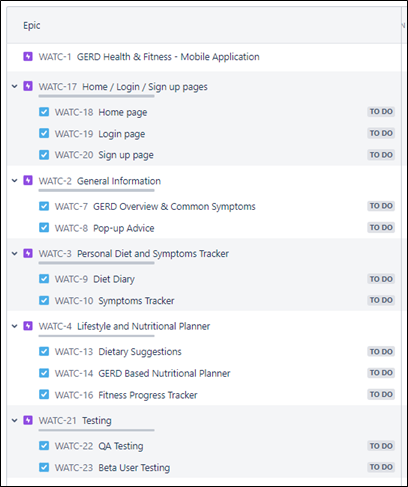 Epic
WATC-1 GERD Health & Fitness - Mobile Application
WATC-17 Home / Login / Sign up pages
WATC-18 Home page TO DO
WATC-19 Login page TO DO
WATC-20 Sign up page TO DO
WATC-2 General Information
WATC-7 GERD Overview & Common Symptoms TO DO
WATC-8 Pop-up Advice TO DO
WATC-3 Personal Diet and Symptoms Tracker
WATC-9 Diet Diary TO DO
WATC-10 Symptoms Tracker TO DO
WATC-4 Lifestyle and Nutritional Planner
WATC-13 Dietary Suggestions TO DO
WATC-14 GERD Based Nutritional Planner TO DO
WATC-16 Fitness Progress Tracker TO DO
WATC-21 Testing
WATC-22 QA Testing TO DO
WATC-23 Beta User Testing TO DO